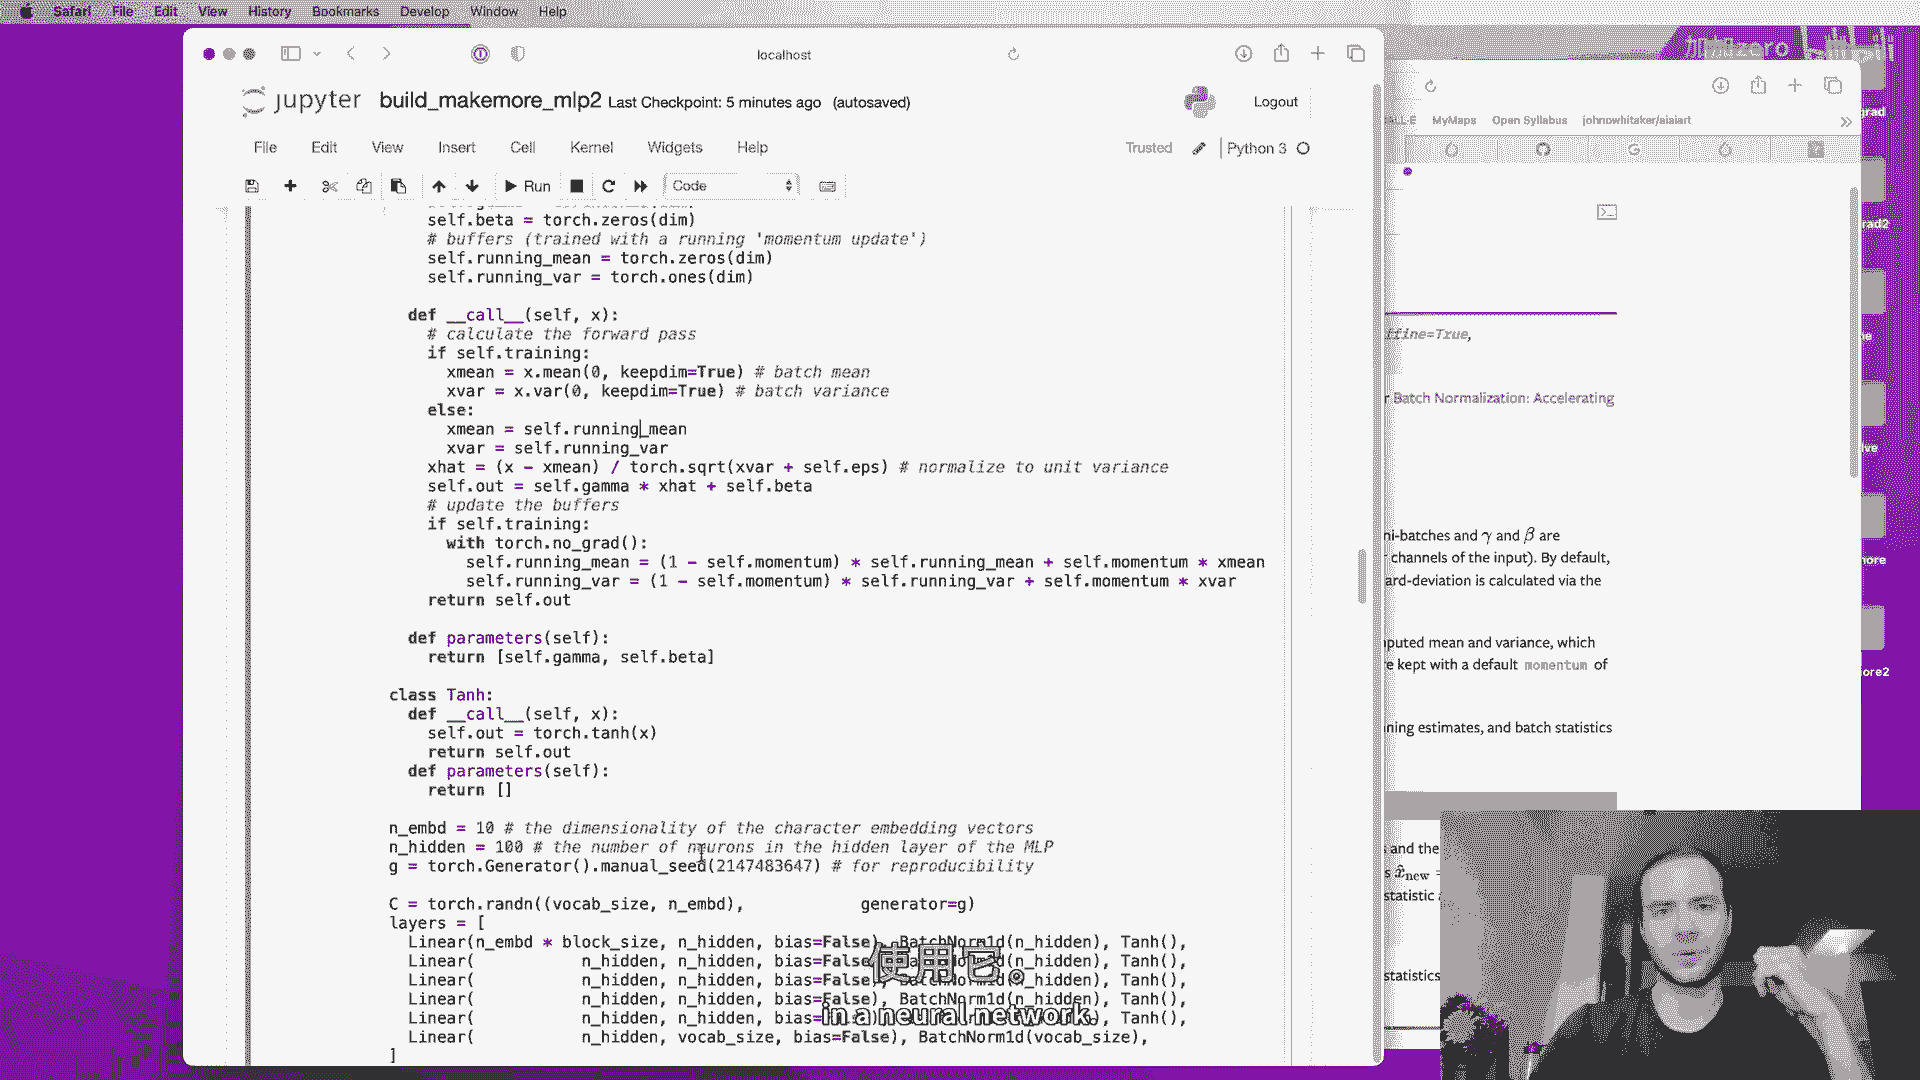 Safari File Edit View History Bookmarks Develop Window Help
加加zero
localhost
jupyter build_makemore_mlp2 Last Checkpoint: 5 minutes ago (autosaved)
Logout
File Edit View Insert Cell Kernel Widgets Help
Trusted Python 3
Run Code
self.beta = torch.zeros(dim)
# buffers (trained with a running 'momentum update')
self.running_mean = torch.zeros(dim)
self.running_var = torch.ones(dim)
def __call__(self, x):
# calculate the forward pass
if self.training:
xmean = x.mean(0, keepdim=True) # batch mean
xvar = x.var(0, keepdim=True) # batch variance
else:
xmean = self.running_mean
xvar = self.running_var
xhat = (x - xmean) / torch.sqrt(xvar + self.eps) # normalize to unit variance
self.out = self.gamma * xhat + self.beta
# update the buffers
if self.training:
with torch.no_grad():
self.running_mean = (1 - self.momentum) * self.running_mean + self.momentum * xmean
self.running_var = (1 - self.momentum) * self.running_var + self.momentum * xvar
return self.out
def parameters(self):
return [self.gamma, self.beta]
class Tanh:
def __call__(self, x):
self.out = torch.tanh(x)
return self.out
def parameters(self):
return []
n_embd = 10 # the dimensionality of the character embedding vectors
n_hidden = 100 # the number of neurons in the hidden layer of the MLP
g = torch.Generator().manual_seed(2147483647) # for reproducibility
C = torch.randn((vocab_size, n_embd), generator=g)
layers = [
Linear(n_embd * block_size, n_hidden, bias=False), BatchNorm1d(n_hidden), Tanh(),
Linear( n_hidden, n_hidden, bias=False), BatchNorm1d(n_hidden), Tanh(),
Linear( n_hidden, n_hidden, bias=False), BatchNorm1d(n_hidden), Tanh(),
Linear( n_hidden, n_hidden, bias=False), BatchNorm1d(n_hidden), Tanh(),
Linear( n_hidden, n_hidden, bias=False), BatchNorm1d(n_hidden), Tanh(),
Linear( n_hidden, vocab_size, bias=False), BatchNorm1d(vocab_size),
]
使用它。
in a neural network.
MyMaps Open Syllabus johnowhitaker/aiaiart
ffine=True,
r Batch Normalization: Accelerating
ni-batches and γ and β are
channels of the input). By default,
ard-deviation is calculated via the
puted mean and variance, which
e kept with a default momentum of
ning estimates, and batch statistics
s and the
x̂new
statistic
statistics